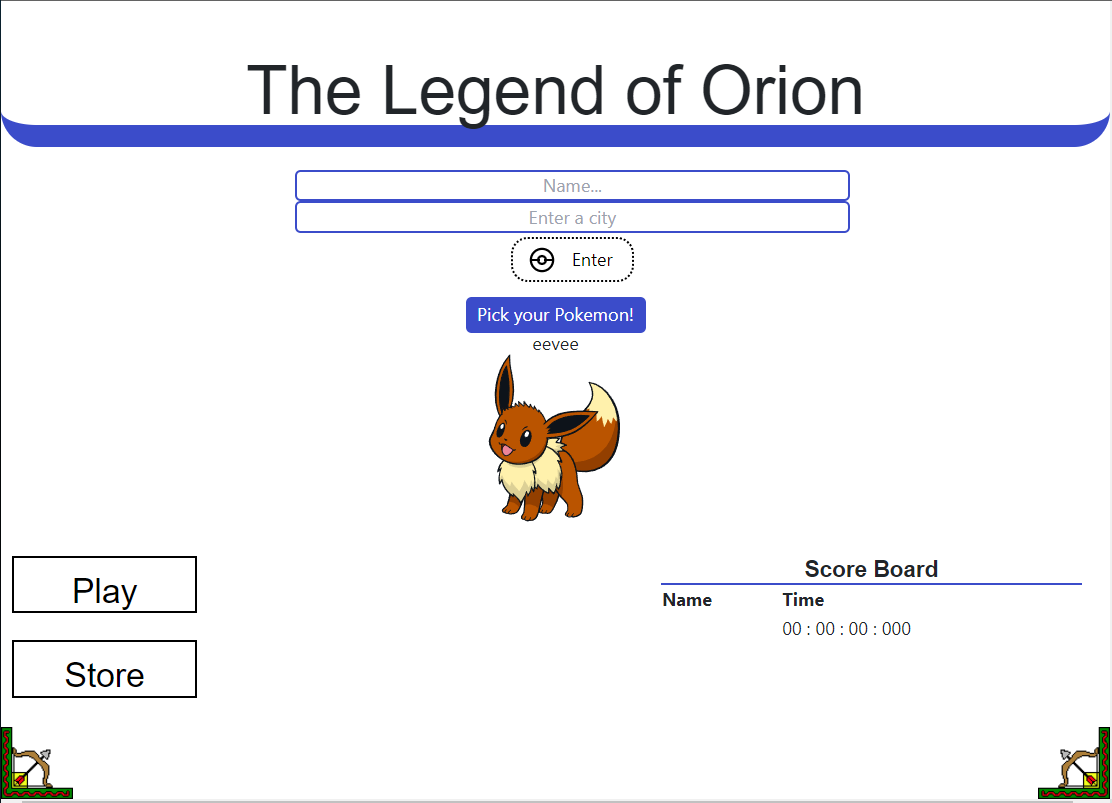 The Legend of Orion
Name...
Enter a city
Enter
Pick your Pokemon!
eevee
Play
Store
Score Board
Name Time
00 : 00 : 00 : 000